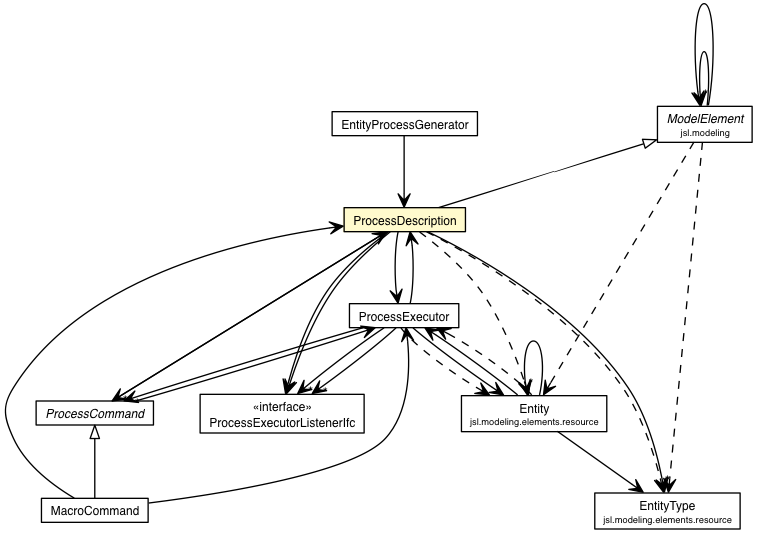 ModelElement
jsl.modeling
EntityProcessGenerator
ProcessDescription
ProcessExecutor
ProcessCommand
«interface»
ProcessExecutorListenerIfc
Entity
jsl.modeling.elements.resource
MacroCommand
EntityType
jsl.modeling.elements.resource